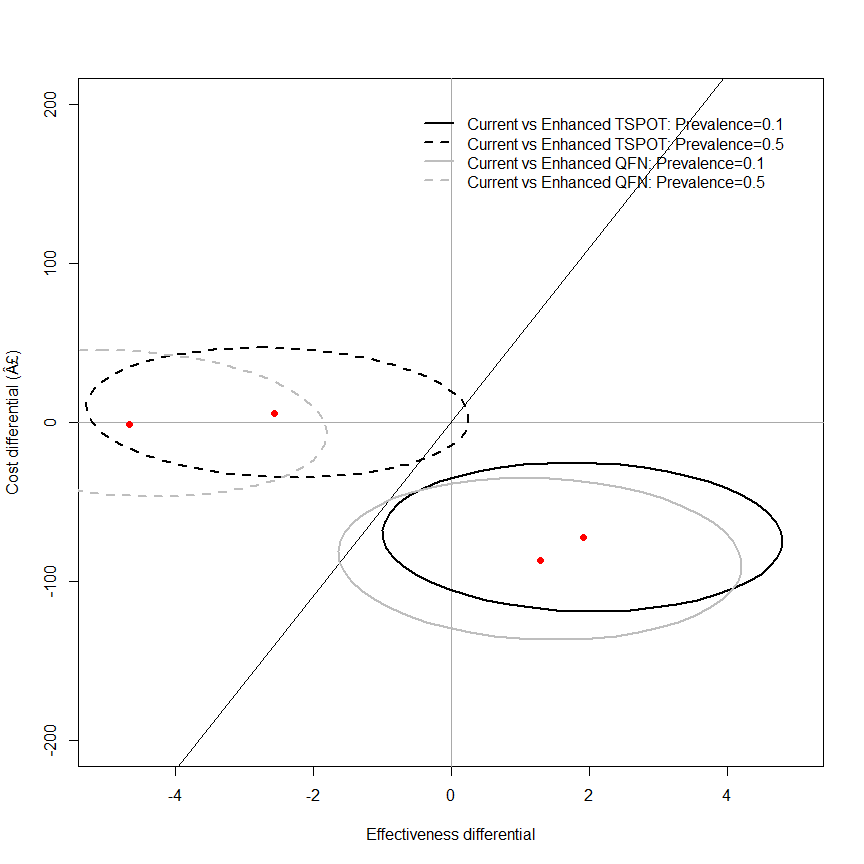 Current vs Enhanced TSPOT: Prevalence=0.1
Current vs Enhanced TSPOT: Prevalence=0.5
Current vs Enhanced QFN: Prevalence=0.1
Current vs Enhanced QFN: Prevalence=0.5
200
100
0
-100
-200
Cost differential (Â£)
-4 -2 0 2 4
Effectiveness differential